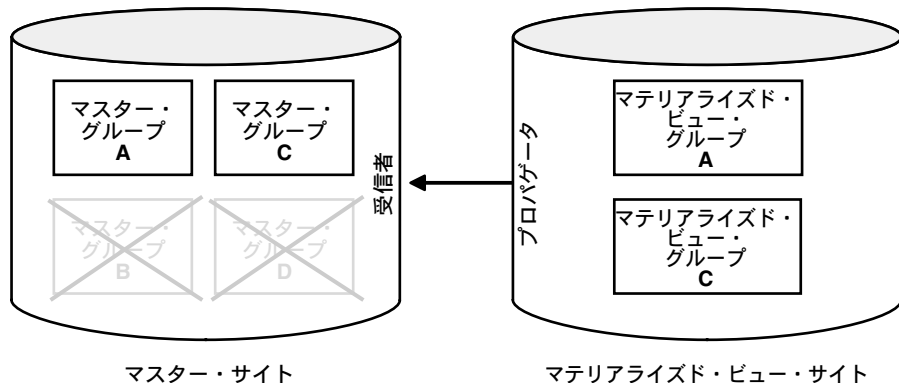 マスター・
グループ
A
マスター・
グループ
C
マスター・
グループ
B
マスター・
グループ
D
受信者
プロパゲータ
マテリアライズド・
ビュー・
グループ
A
マテリアライズド・
ビュー・
グループ
C
マスター・サイト
マテリアライズド・ビュー・サイト